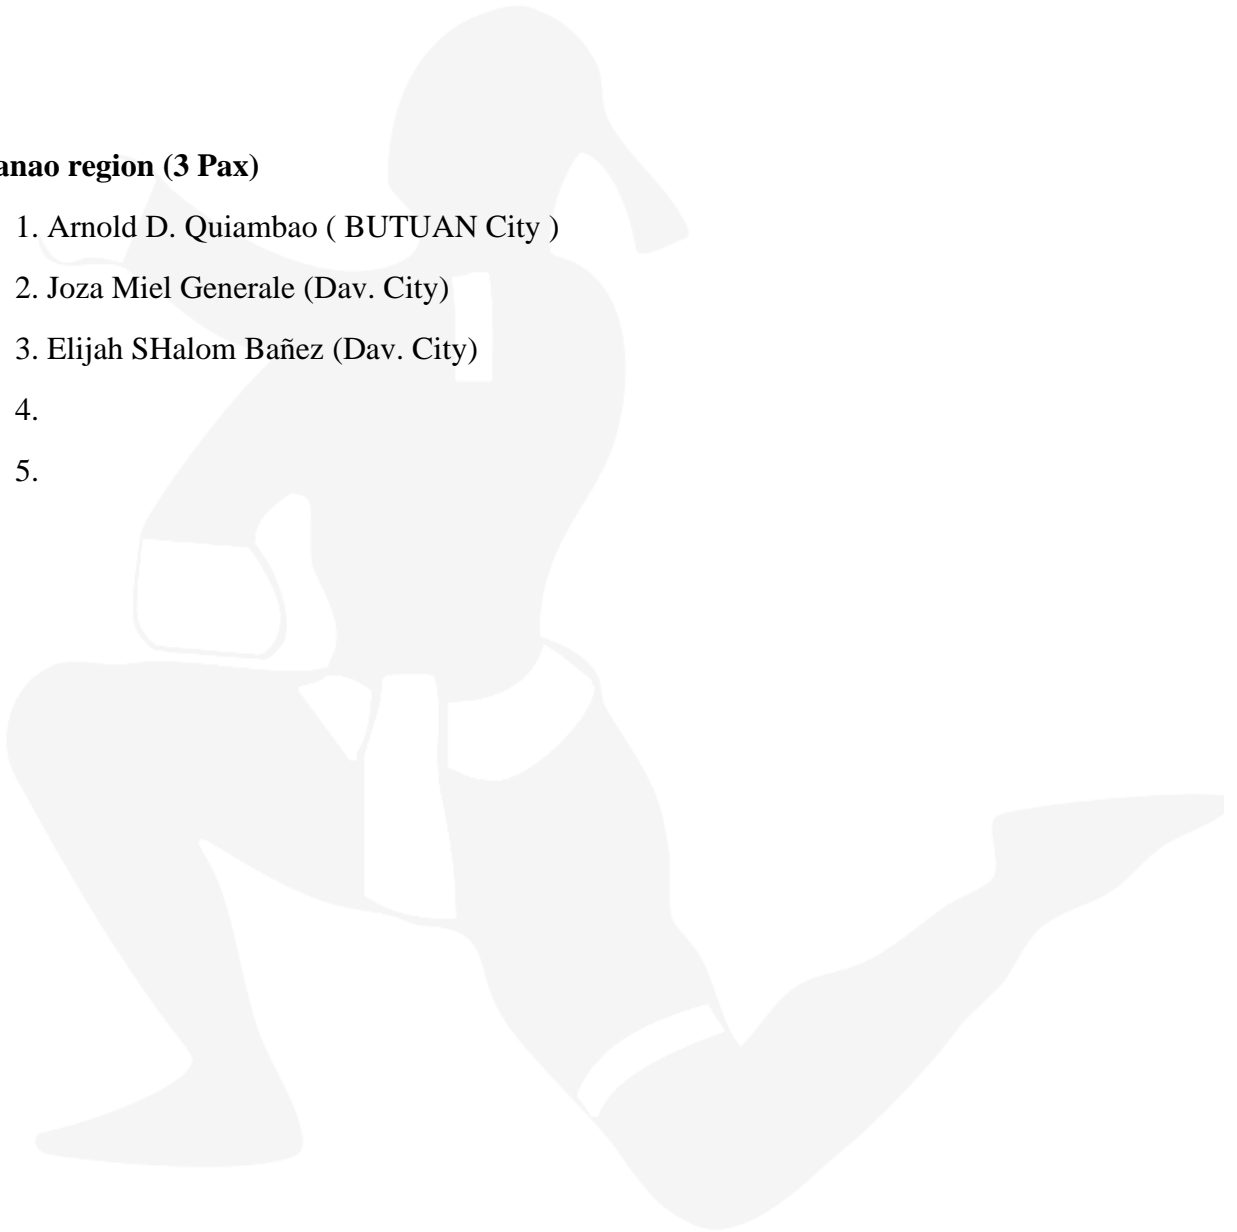 anao region (3 Pax)
1. Arnold D. Quiambao ( BUTUAN City )
2. Joza Miel Generale (Dav. City)
3. Elijah SHalom Bañez (Dav. City)
4.
5.